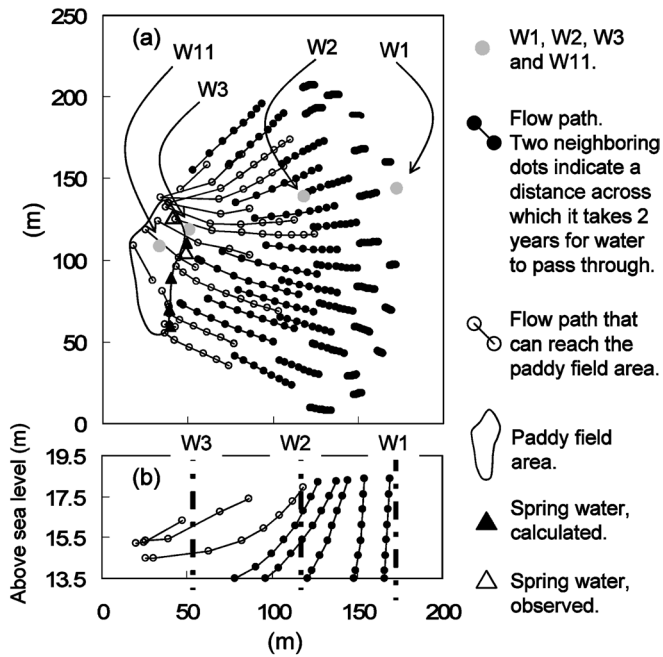 (a)
W11
W3
W2
W1
250
200
150
100
50
0
(m)
W1, W2, W3
and W11.
Flow path.
Two neighboring
dots indicate a
distance across
which it takes 2
years for water
to pass through.
Flow path that
can reach the
paddy field area.
Paddy field
area.
Spring water,
calculated.
Spring water,
observed.
(b)
W3
W2
W1
Above sea level (m)
19.5
17.5
15.5
13.5
0 50 100 150 200
(m)